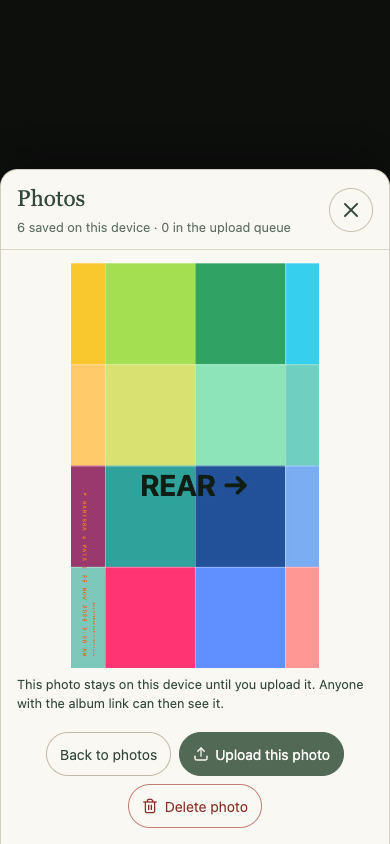 Photos
6 saved on this device · 0 in the upload queue
REAR →
This photo stays on this device until you upload it. Anyone
with the album link can then see it.
Back to photos
Upload this photo
Delete photo